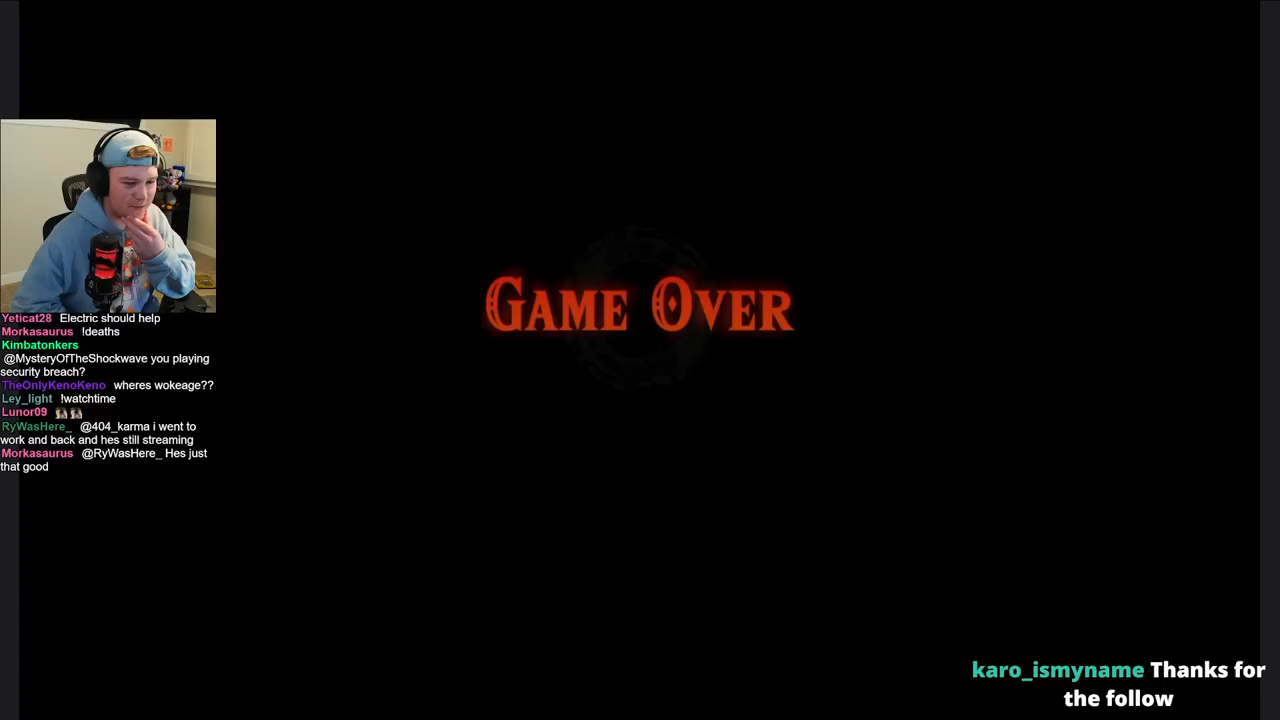 GAME OVER
Yeticat28 Electric should help
Morkasaurus !deaths
Kimbatonkers
@MysteryOfTheShockwave you playing
security breach?
TheOnlyKenoKeno wheres wokeage??
Ley_light !watchtime
Lunor09
RyWasHere_ @404_karma i went to
work and back and hes still streaming
Morkasaurus @RyWasHere_ Hes just
that good
karo_ismyname Thanks for
the follow